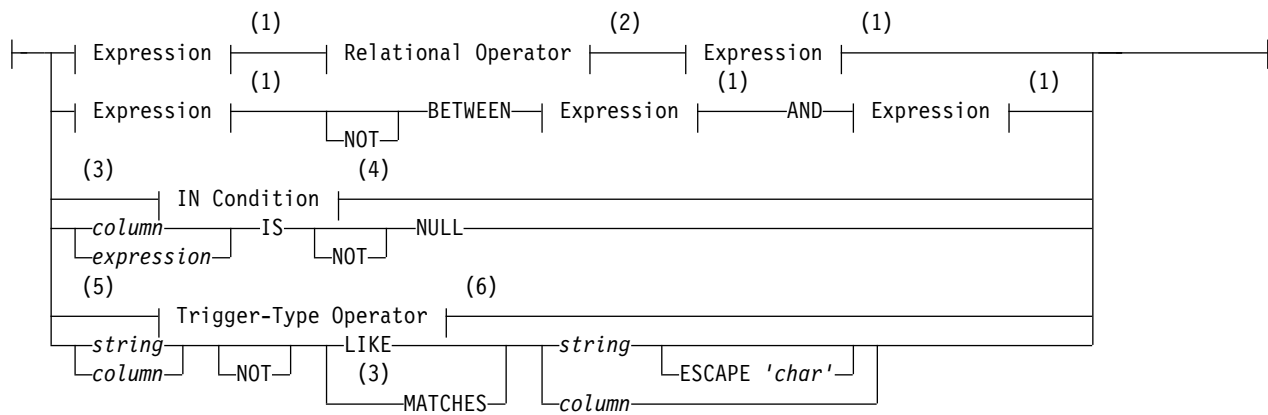 (1) (2) (1)
Expression Relational Operator Expression
(1) (1) (1)
Expression BETWEEN Expression AND Expression
NOT
(3) (4)
IN Condition
column IS NULL
expression NOT
(5) (6)
Trigger-Type Operator
string LIKE string
column NOT (3) ESCAPE 'char'
MATCHES column